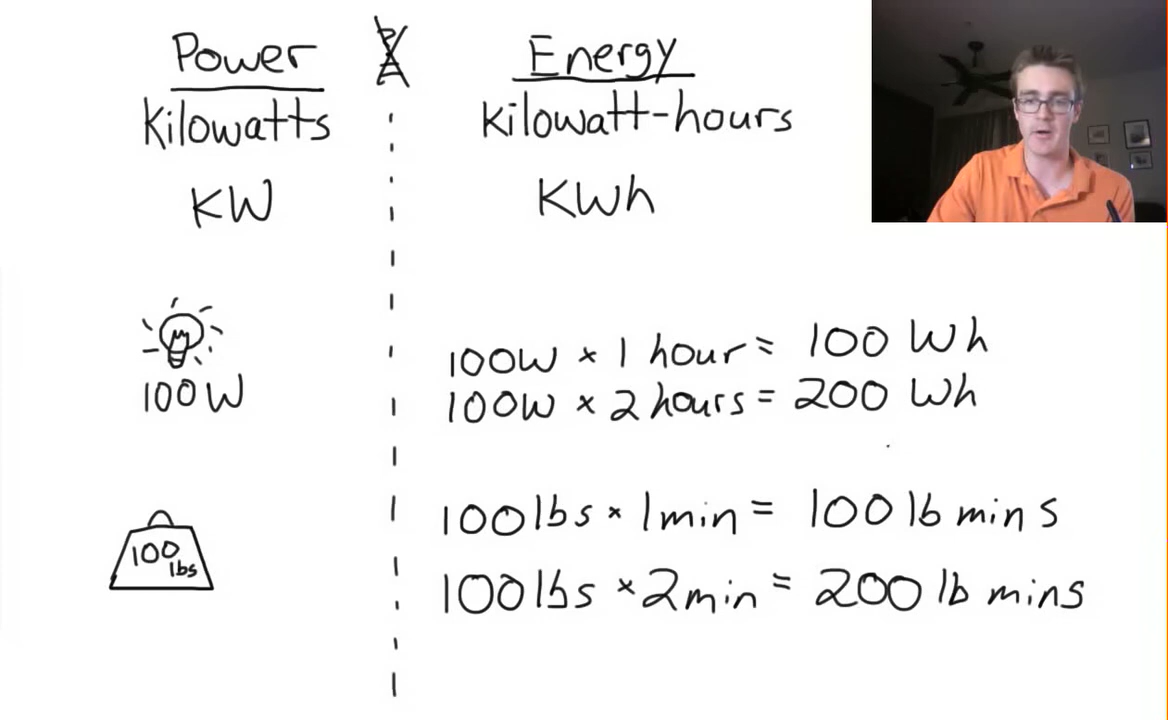 Power
Kilowatts
KW
100W
100 lbs
Energy
Kilowatt-hours
KWh
100W × 1 hour = 100 Wh
100W × 2 hours = 200 Wh
100lbs × 1min = 100 lb mins
100lbs × 2min = 200 lb mins